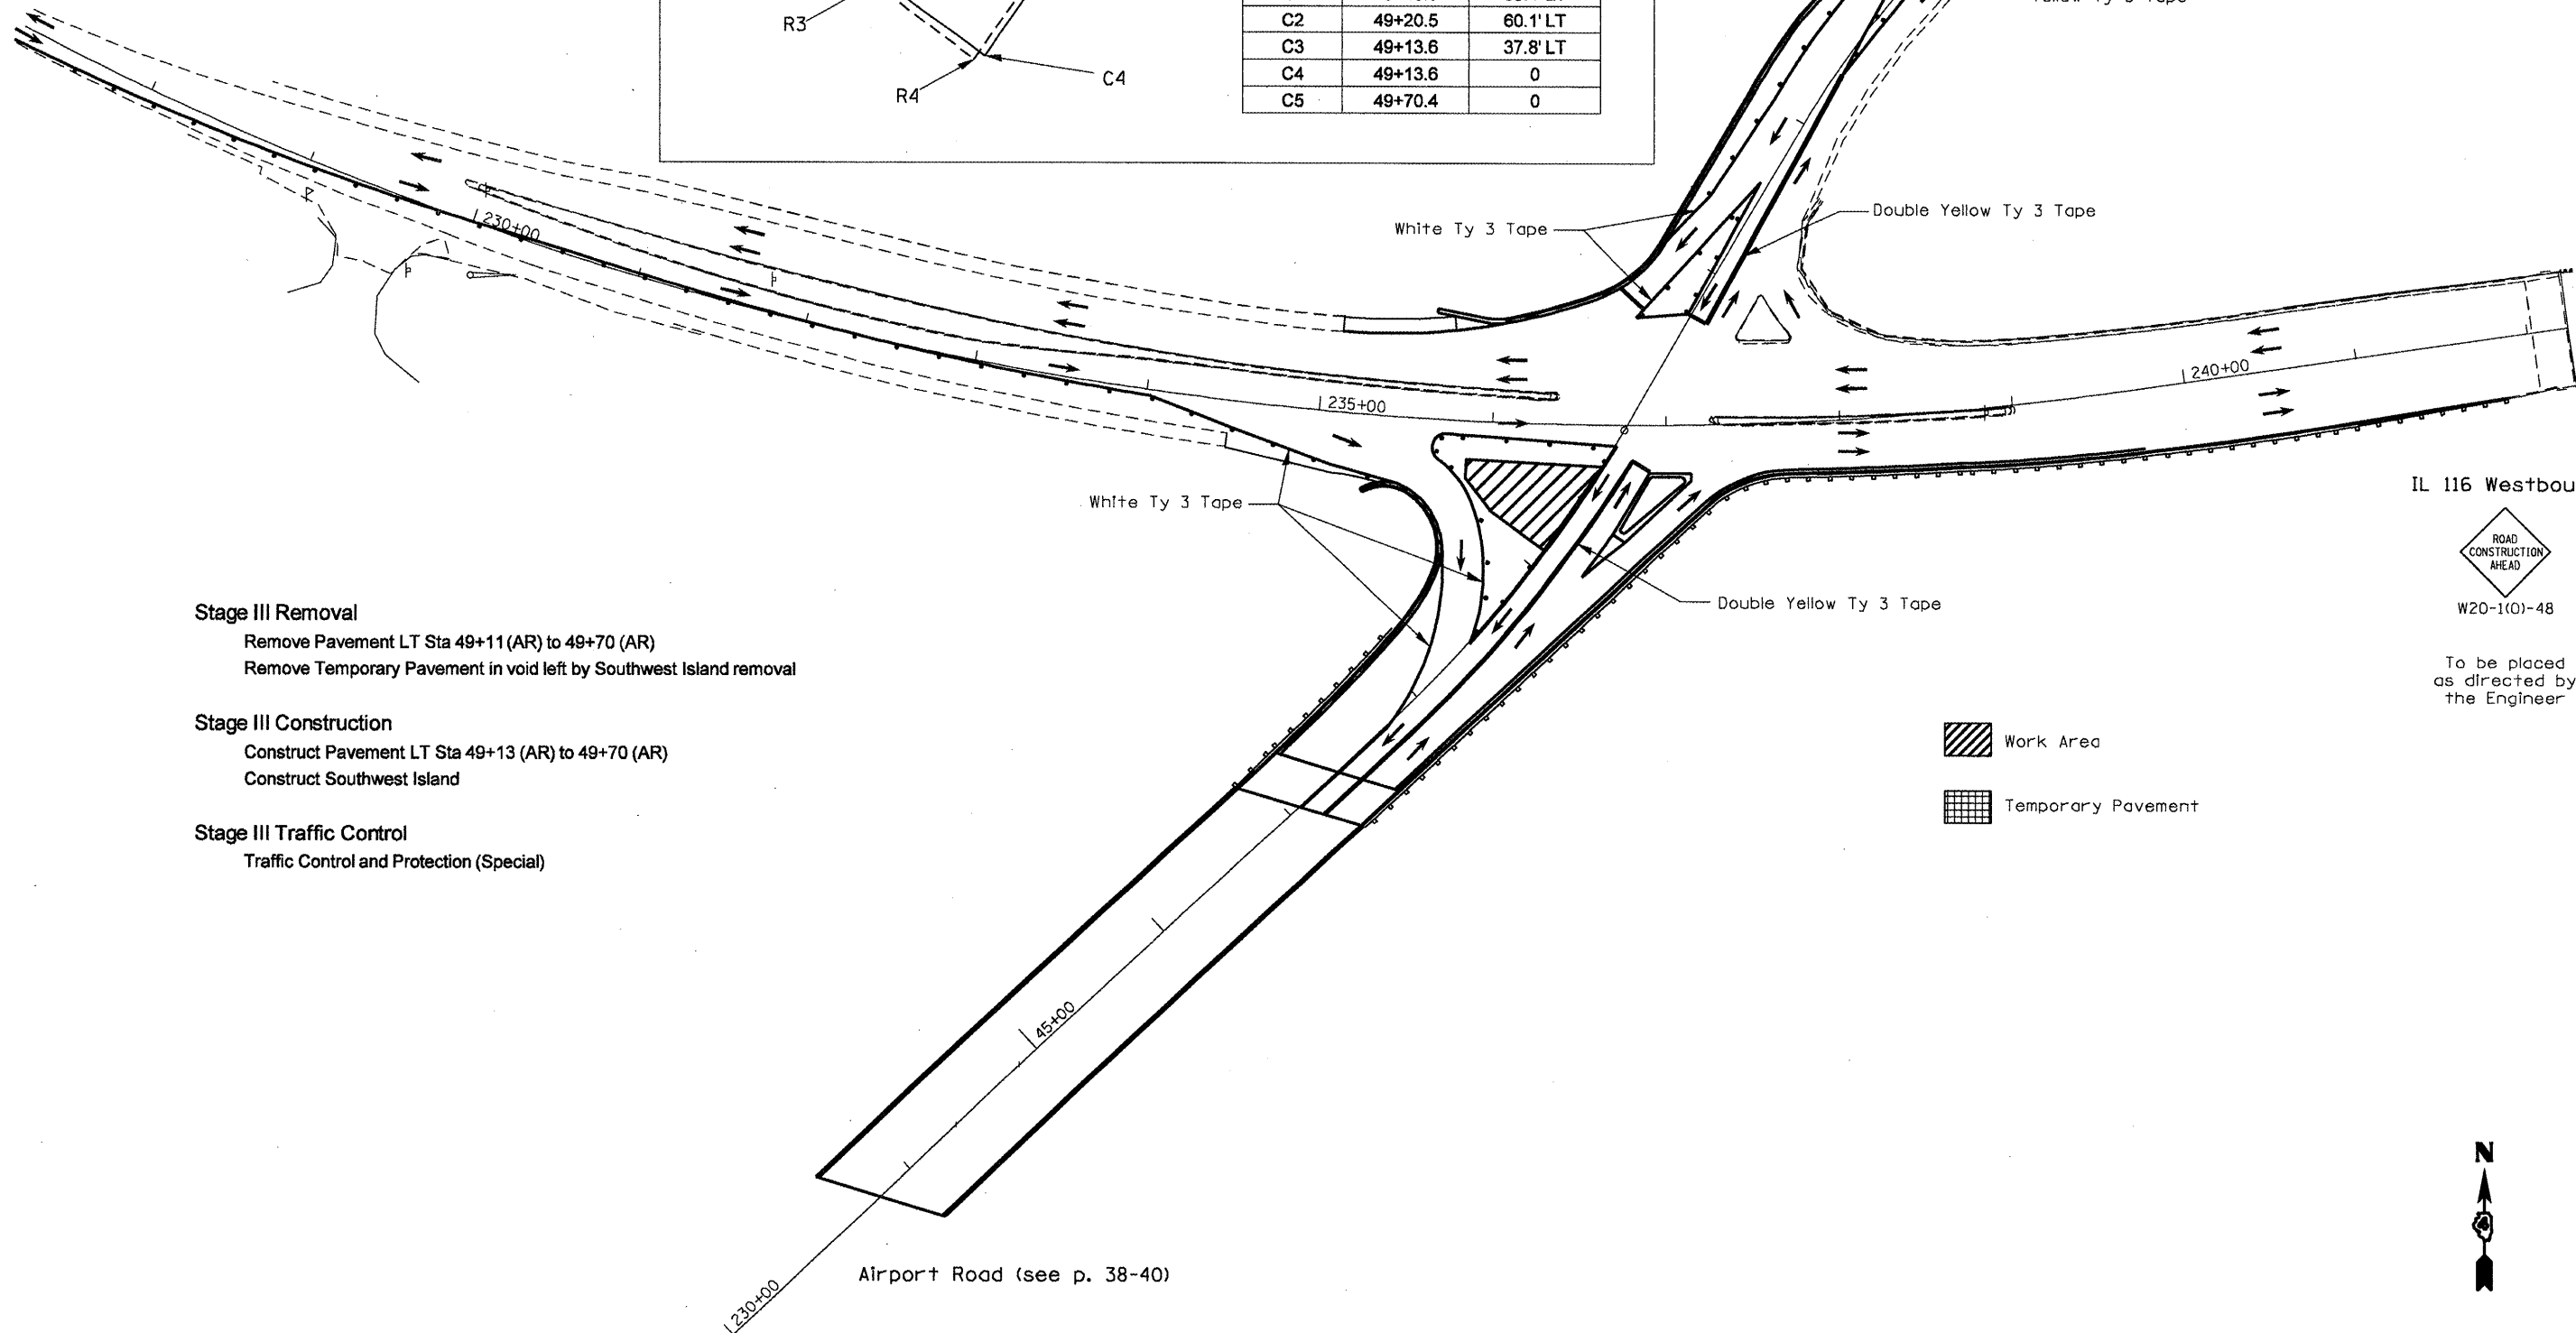 R3
R4
C4
C2 49+20.5 60.1' LT
C3 49+13.6 37.8' LT
C4 49+13.6 0
C5 49+70.4 0
230+00
White Ty 3 Tape
Double Yellow Ty 3 Tape
235+00
240+00
White Ty 3 Tape
Double Yellow Ty 3 Tape
IL 116 Westbou
ROAD
CONSTRUCTION
AHEAD
W20-1(O)-48
To be placed
as directed by
the Engineer
Stage III Removal
Remove Pavement LT Sta 49+11 (AR) to 49+70 (AR)
Remove Temporary Pavement in void left by Southwest Island removal
Stage III Construction
Construct Pavement LT Sta 49+13 (AR) to 49+70 (AR)
Construct Southwest Island
Stage III Traffic Control
Traffic Control and Protection (Special)
Work Area
Temporary Pavement
45+00
230+00
Airport Road (see p. 38-40)
N
4